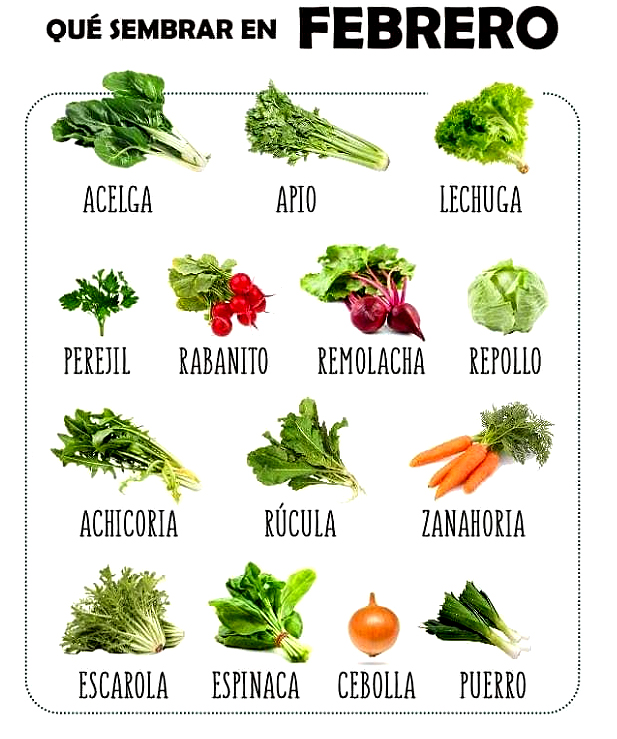 QUÉ SEMBRAR EN FEBRERO
ACELGA APIO LECHUGA
PEREJIL RABANITO REMOLACHA REPOLLO
ACHICORIA RÚCULA ZANAHORIA
ESCAROLA ESPINACA CEBOLLA PUERRO